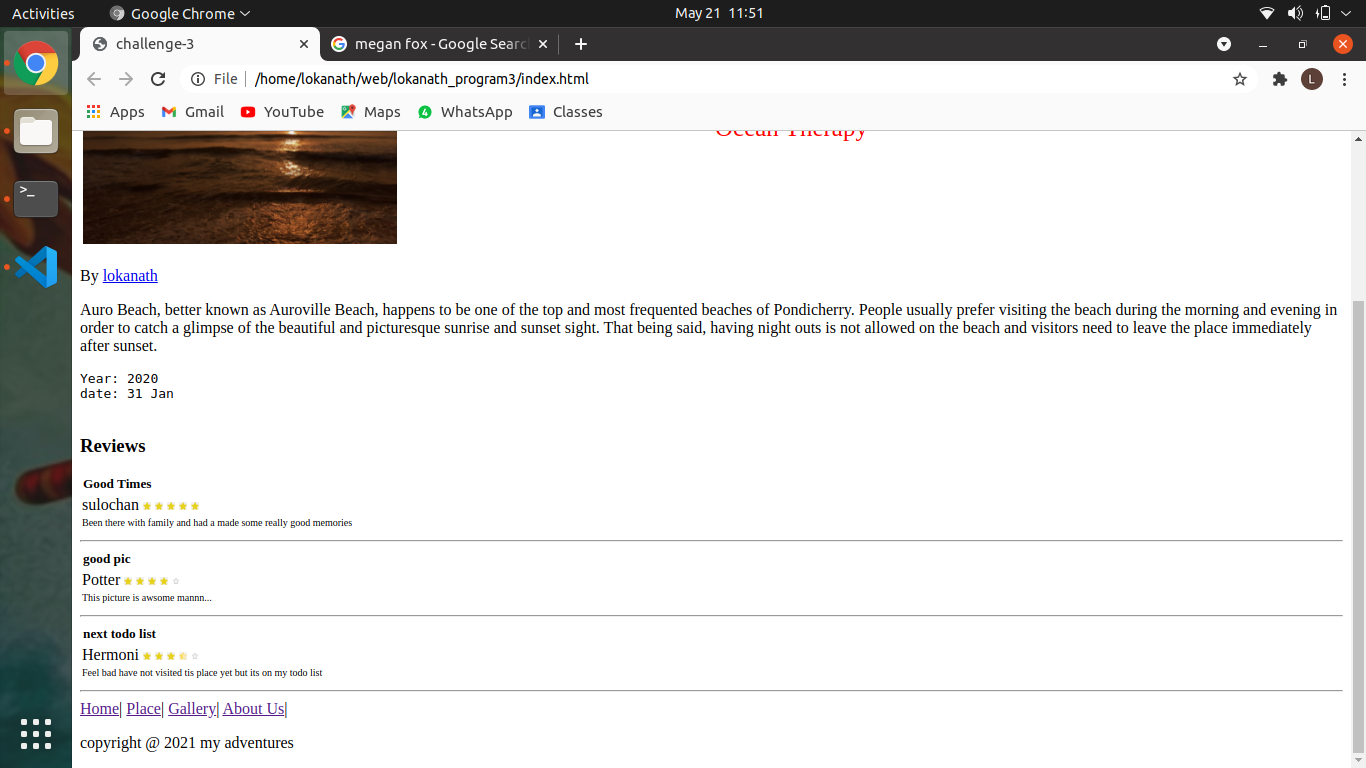 Activities Google Chrome May 21 11:51
challenge-3 megan fox - Google Searc
File /home/lokanath/web/lokanath_program3/index.html L
Apps Gmail YouTube Maps 4 WhatsApp Classes
Ocean Therapy
>_
By lokanath
Auro Beach, better known as Auroville Beach, happens to be one of the top and most frequented beaches of Pondicherry. People usually prefer visiting the beach during the morning and evening in
order to catch a glimpse of the beautiful and picturesque sunrise and sunset sight. That being said, having night outs is not allowed on the beach and visitors need to leave the place immediately
after sunset.
Year: 2020
date: 31 Jan
Reviews
Good Times
sulochan
Been there with family and had a made some really good memories
good pic
Potter
This picture is awsome mannn...
next todo list
Hermoni
Feel bad have not visited tis place yet but its on my todo list
Home| Place| Gallery| About Us|
copyright @ 2021 my adventures